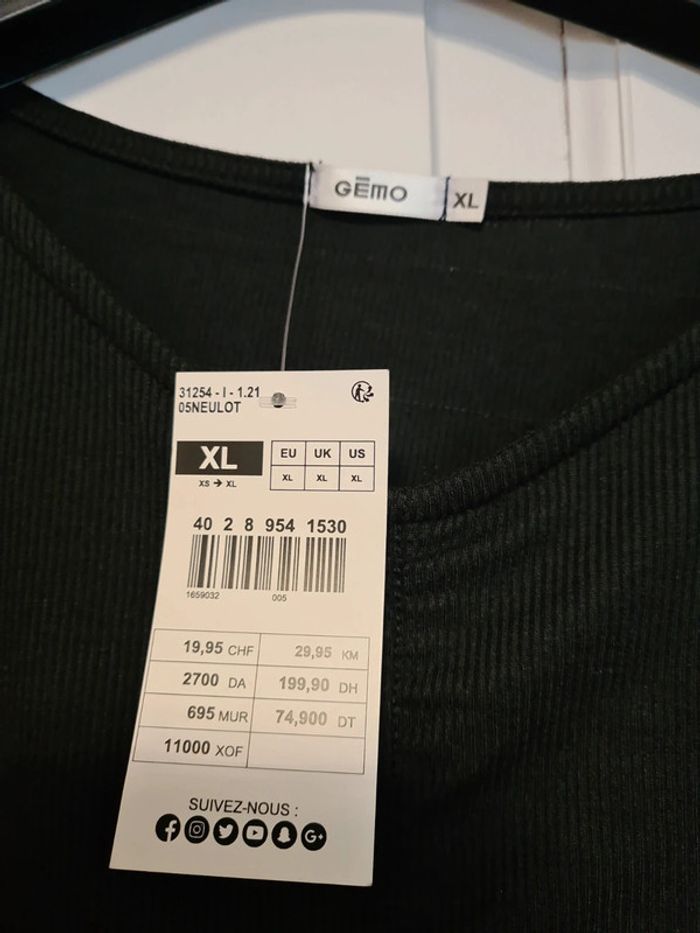 GĒMO
XL
31254 - I - 1.21
05NEULOT
XL
XS → XL
EU UK US
XL XL XL
40 2 8 954 1530
1659032 005
19,95 CHF 29,95 KM
2700 DA 199,90 DH
695 MUR 74,900 DT
11000 XOF
SUIVEZ-NOUS :
G+